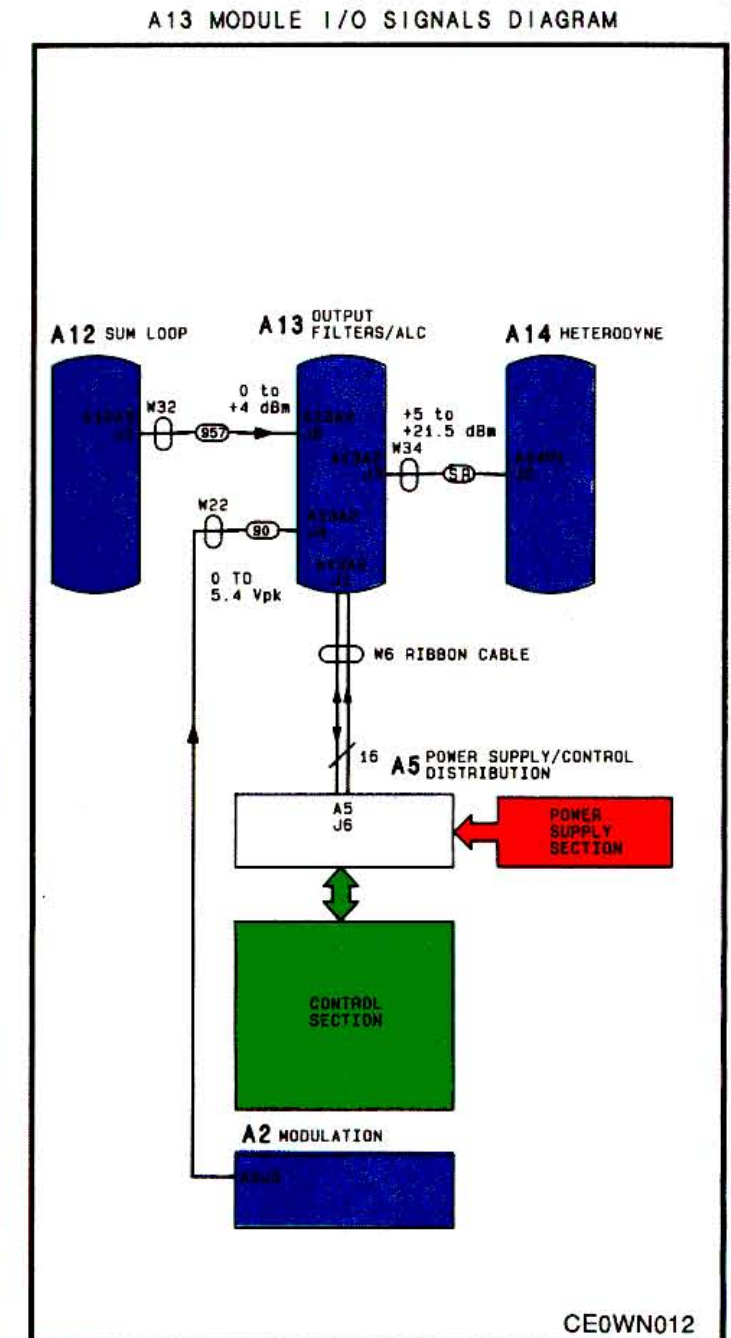 A13 MODULE I/O SIGNALS DIAGRAM
A12 SUM LOOP
A13 OUTPUT
FILTERS/ALC
A14 HETERODYNE
W32
957
0 to
+4 dBm
+5 to
+21.5 dBm
W34
S.R
W22
90
0 TO
5.4 Vpk
W6 RIBBON CABLE
16
A5 POWER SUPPLY/CONTROL
DISTRIBUTION
A5
J6
POWER
SUPPLY
SECTION
CONTROL
SECTION
A2 MODULATION
CE0WN012